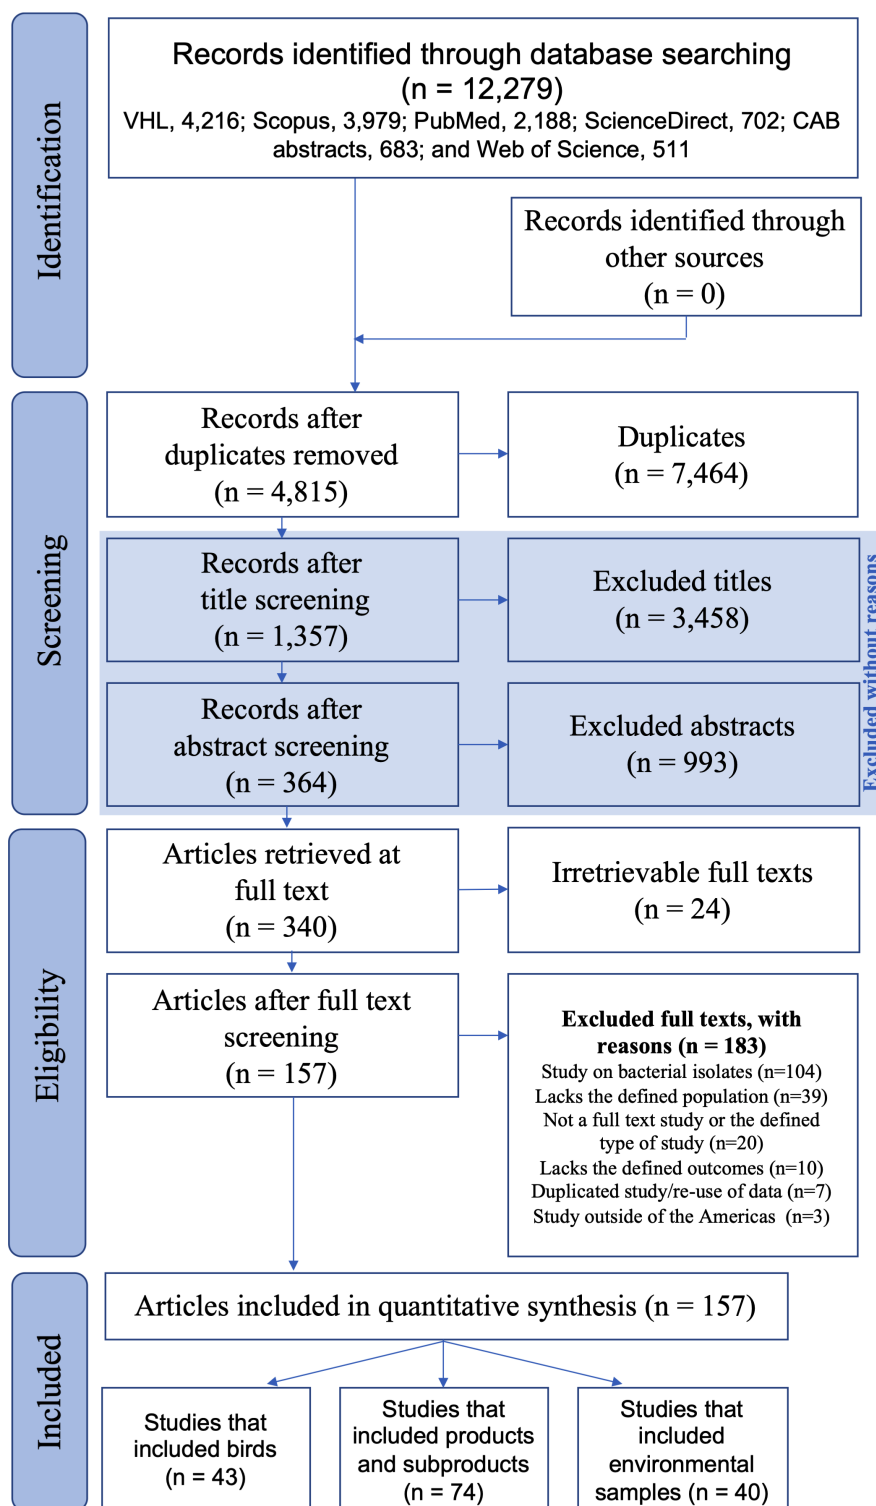 Identification
Records identified through database searching
(n = 12,279)
VHL, 4,216; Scopus, 3,979; PubMed, 2,188; ScienceDirect, 702; CAB
abstracts, 683; and Web of Science, 511
Records identified through
other sources
(n = 0)
Screening
Records after
duplicates removed
(n = 4,815)
Duplicates
(n = 7,464)
Records after
title screening
(n = 1,357)
Excluded titles
(n = 3,458)
Records after
abstract screening
(n = 364)
Excluded abstracts
(n = 993)
Excluded without reasons
Eligibility
Articles retrieved at
full text
(n = 340)
Irretrievable full texts
(n = 24)
Articles after full text
screening
(n = 157)
Excluded full texts, with
reasons (n = 183)
Study on bacterial isolates (n=104)
Lacks the defined population (n=39)
Not a full text study or the defined
type of study (n=20)
Lacks the defined outcomes (n=10)
Duplicated study/re-use of data (n=7)
Study outside of the Americas (n=3)
Included
Articles included in quantitative synthesis (n = 157)
Studies that
included birds
(n = 43)
Studies that
included products
and subproducts
(n = 74)
Studies that
included
environmental
samples (n = 40)